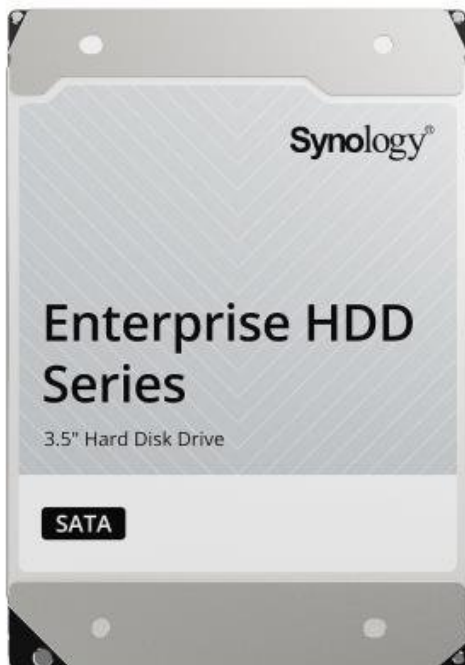 Synology®
Enterprise HDD
Series
3.5" Hard Disk Drive
SATA